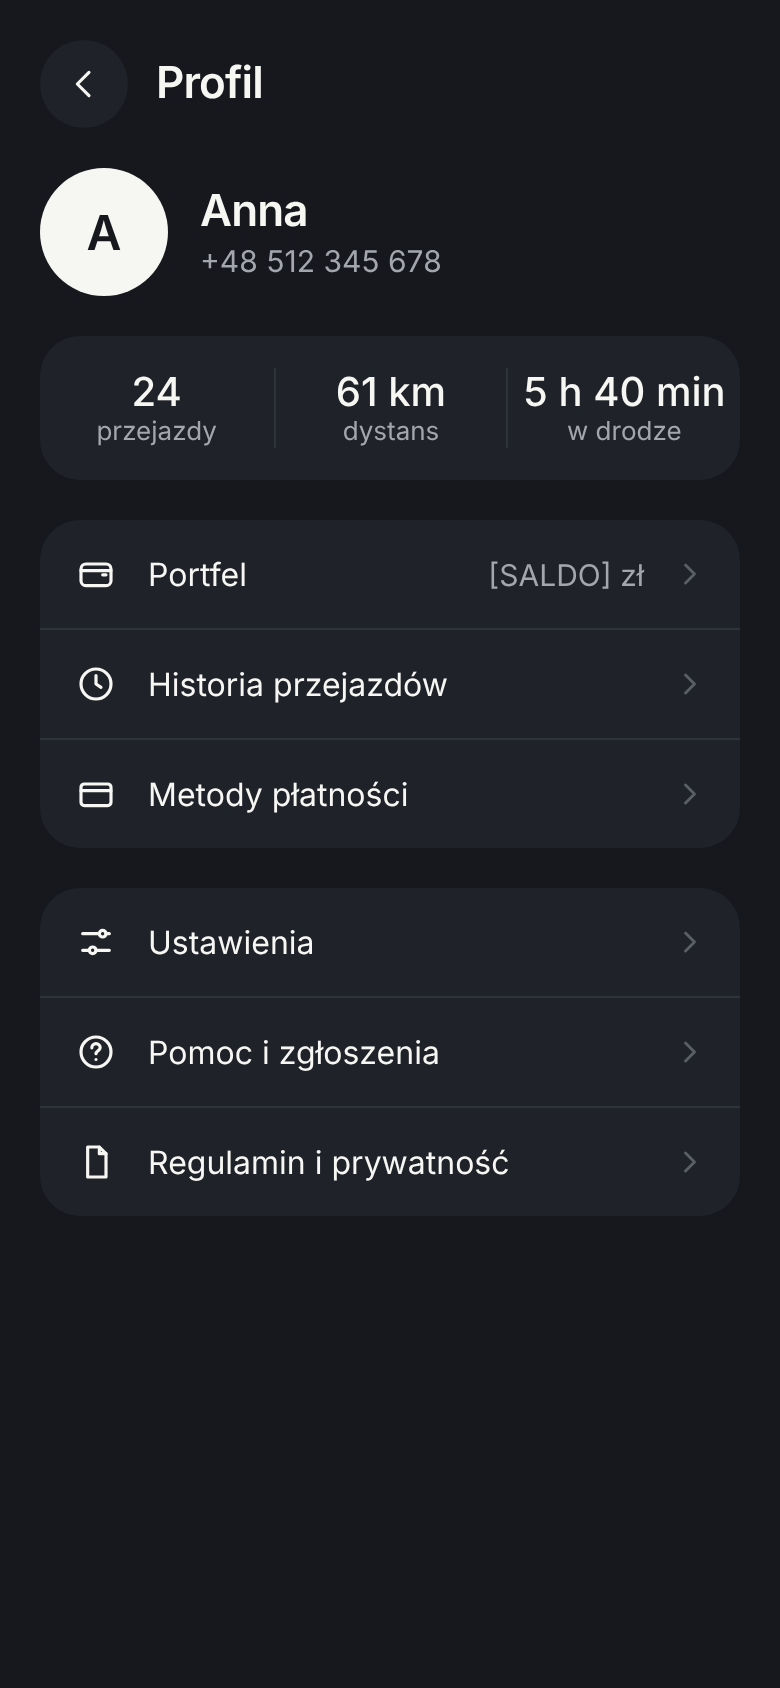 Profil
A
Anna
+48 512 345 678
24
przejazdy
61 km
dystans
5 h 40 min
w drodze
Portfel [SALDO] zł
Historia przejazdów
Metody płatności
Ustawienia
Pomoc i zgłoszenia
Regulamin i prywatność